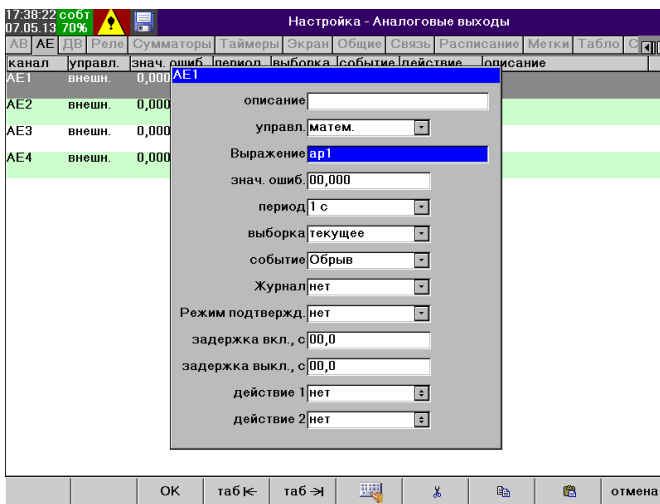 17:38:22 собт
07.05.13 70%
Настройка - Аналоговые выходы
АВ АЕ ДВ Реле Сумматоры Таймеры Экран Общие Связь Расписание Метки Табло С
канал управл. знач. ошиб. период выборка событие действие описание
АЕ1 внешн. 0,000
АЕ2 внешн. 0,000
АЕ3 внешн. 0,000
АЕ4 внешн. 0,000
АЕ1
описание
управл. матем.
Выражение ар1
знач. ошиб. 00,000
период 1 с
выборка текущее
событие Обрыв
Журнал нет
Режим подтвержд. нет
задержка вкл., с 00,0
задержка выкл., с 00,0
действие 1 нет
действие 2 нет
ОК таб таб отмена